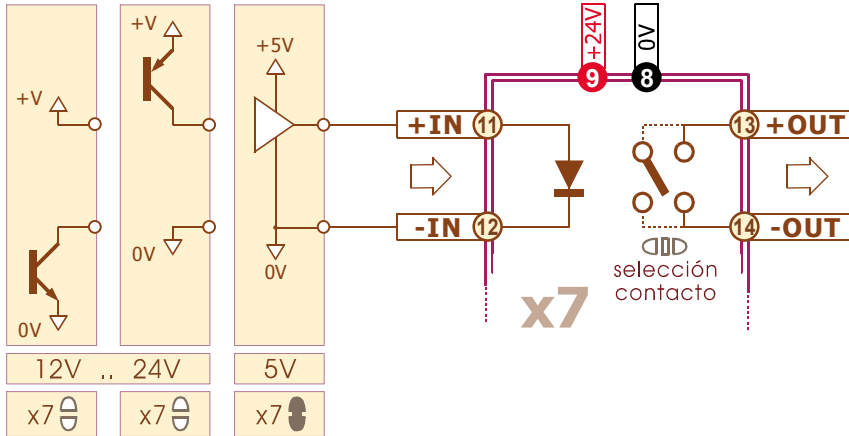 +V
0V
+V
0V
+5V
0V
12V .. 24V
5V
x7
x7
x7
+24V
9
0V
8
+IN
11
-IN
12
13
+OUT
14
-OUT
selección
contacto
x7